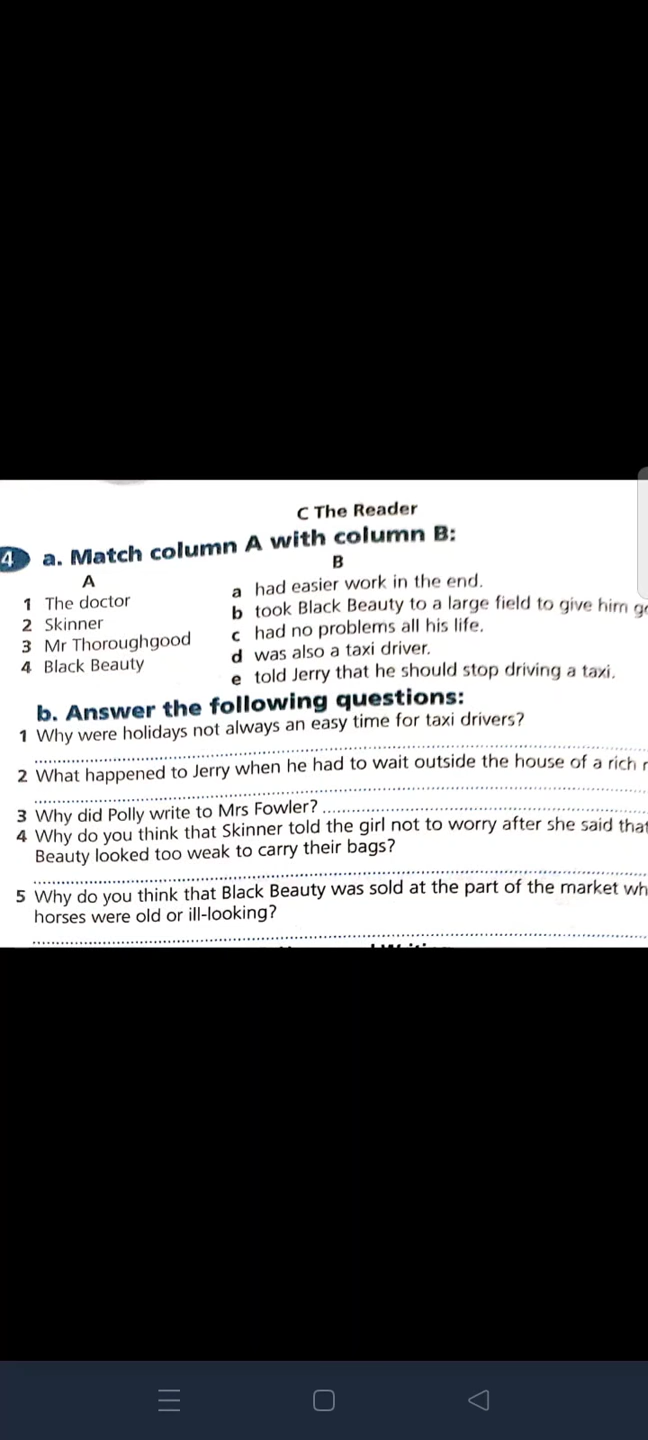 C The Reader
4 a. Match column A with column B:
A B
1 The doctor a had easier work in the end.
2 Skinner b took Black Beauty to a large field to give him
3 Mr Thoroughgood c had no problems all his life.
4 Black Beauty d was also a taxi driver.
e told Jerry that he should stop driving a taxi.
b. Answer the following questions:
1 Why were holidays not always an easy time for taxi drivers?
2 What happened to Jerry when he had to wait outside the house of a rich
3 Why did Polly write to Mrs Fowler?
4 Why do you think that Skinner told the girl not to worry after she said that
Beauty looked too weak to carry their bags?
5 Why do you think that Black Beauty was sold at the part of the market
horses were old or ill-looking?